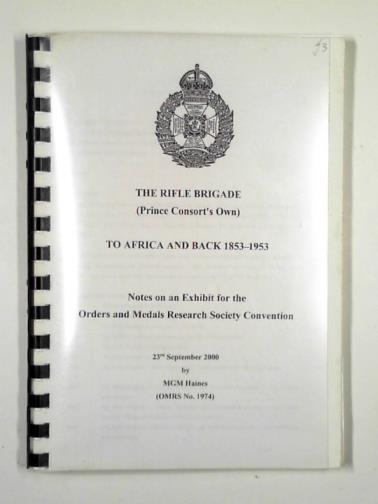 £3
THE RIFLE BRIGADE
(Prince Consort's Own)
TO AFRICA AND BACK 1853–1953
Notes on an Exhibit for the
Orders and Medals Research Society Convention
23rd September 2000
by
MGM Haines
(OMRS No. 1974)